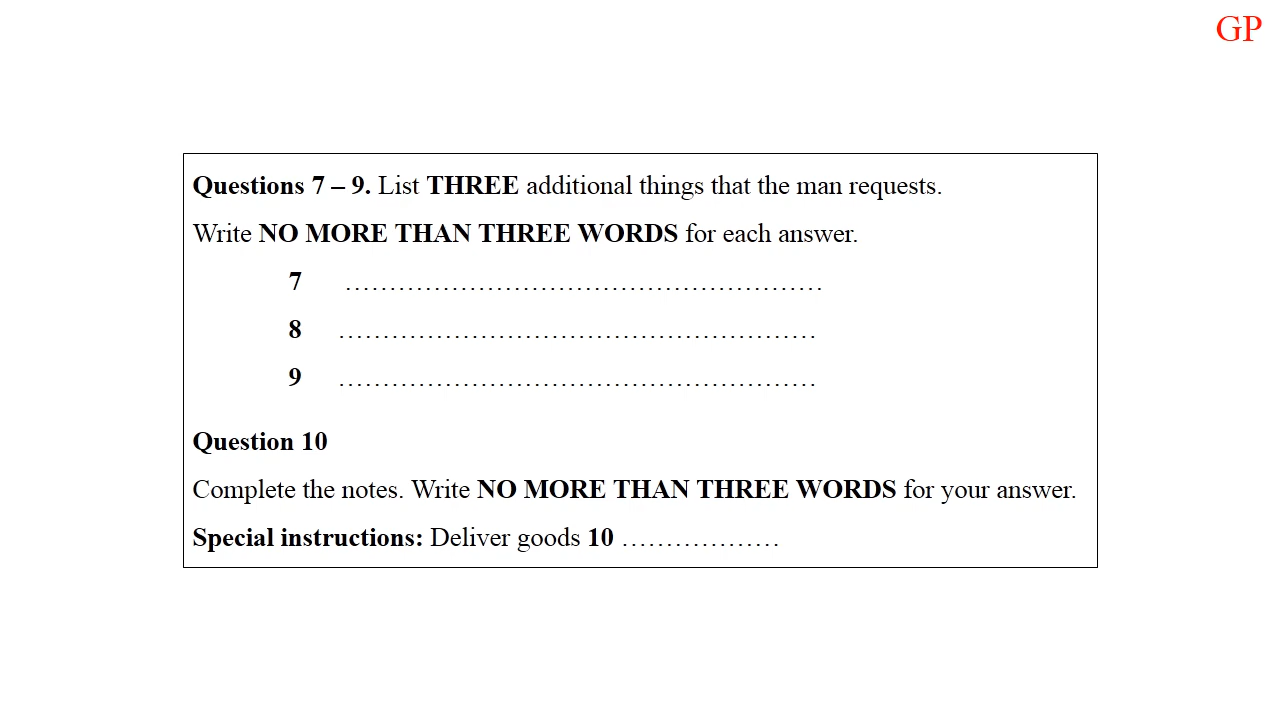 GP
Questions 7 – 9. List THREE additional things that the man requests.
Write NO MORE THAN THREE WORDS for each answer.
7 ……………………………………………….
8 ……………………………………………….
9 ……………………………………………….
Question 10
Complete the notes. Write NO MORE THAN THREE WORDS for your answer.
Special instructions: Deliver goods 10 ………………